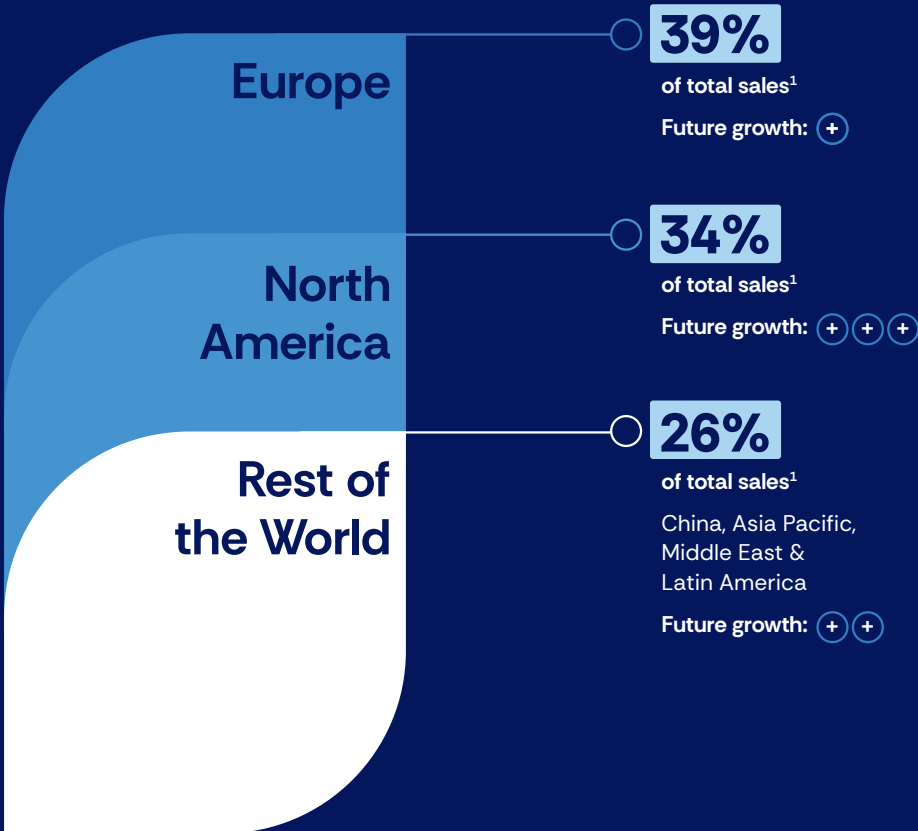 Europe
39%
of total sales¹
Future growth: + 
North
America
34%
of total sales¹
Future growth: + + +
Rest of
the World
26%
of total sales¹
China, Asia Pacific,
Middle East &
Latin America
Future growth: + +